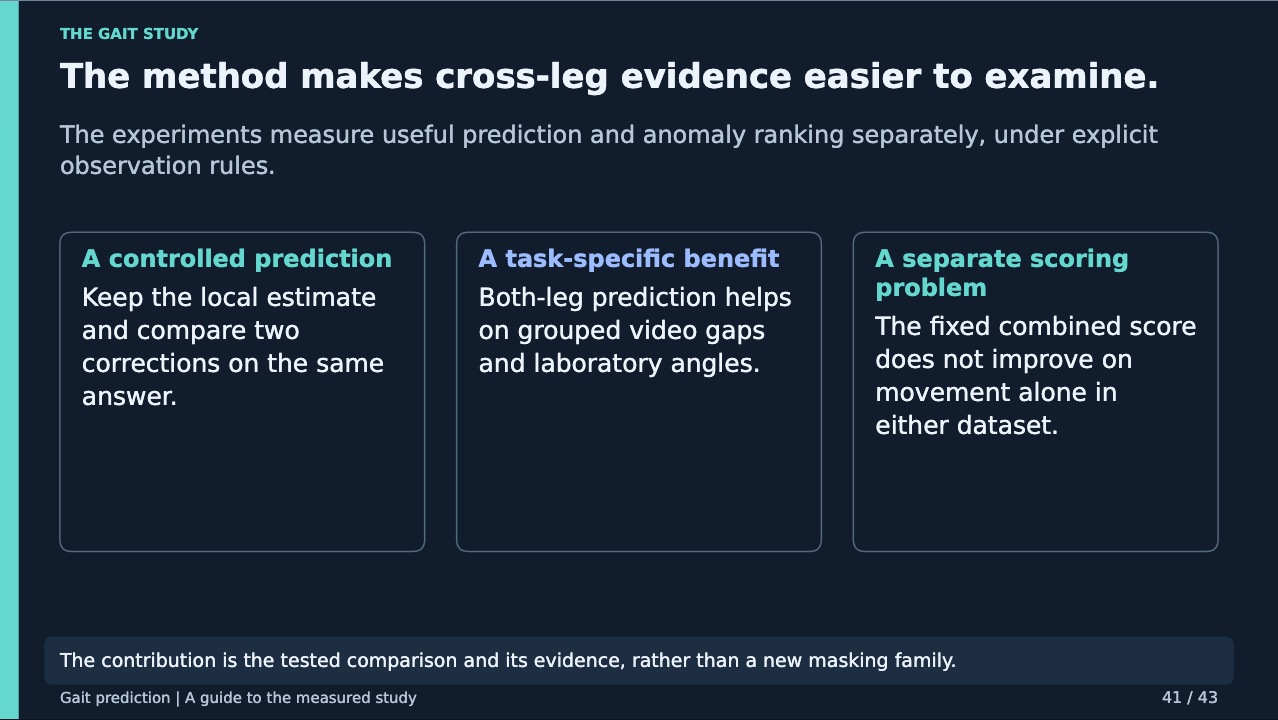 THE GAIT STUDY
The method makes cross-leg evidence easier to examine.
The experiments measure useful prediction and anomaly ranking separately, under explicit
observation rules.
A controlled prediction
Keep the local estimate
and compare two
corrections on the same
answer.
A task-specific benefit
Both-leg prediction helps
on grouped video gaps
and laboratory angles.
A separate scoring
problem
The fixed combined score
does not improve on
movement alone in
either dataset.
The contribution is the tested comparison and its evidence, rather than a new masking family.
Gait prediction | A guide to the measured study
41 / 43